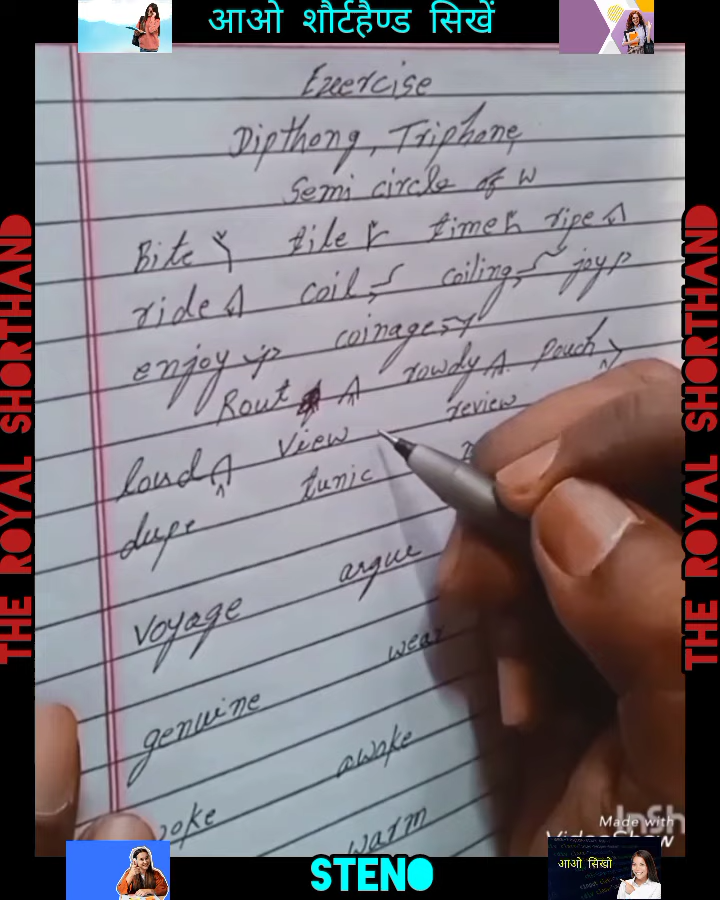 आओ शौर्टहैण्ड सिखें
THE ROYAL SHORTHAND
THE ROYAL SHORTHAND
Exercise
Dipthong, Triphone,
Semi circle of w
Bite tile time ripe
ride coil coiling joy
enjoy coinage
Rout rowdy Pouch
loud view review
dupe tunic
voyage argue
genuine wear
awake
warm
Made with
VideoShow
STENO
आओ सिखें